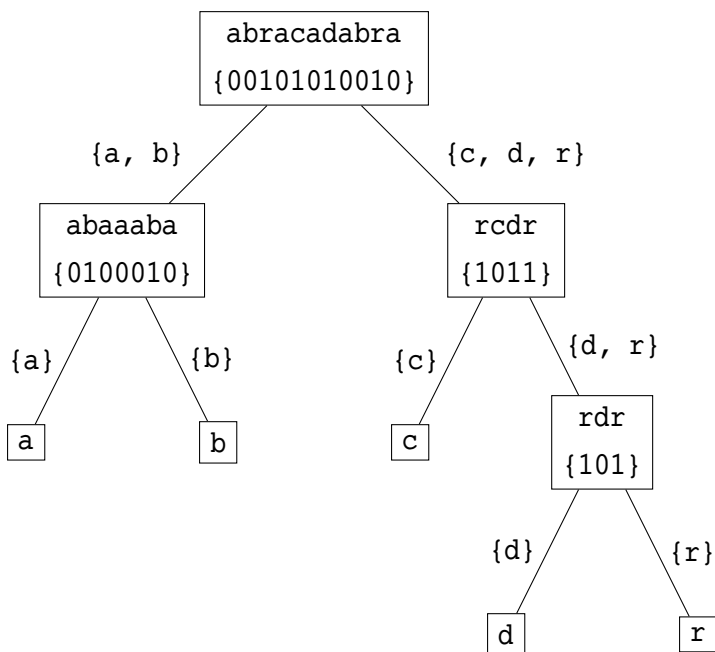 abracadabra
{00101010010}
{a, b}
{c, d, r}
abaaaba
{0100010}
rcdr
{1011}
{a}
{b}
{c}
{d, r}
a
b
c
rdr
{101}
{d}
{r}
d
r